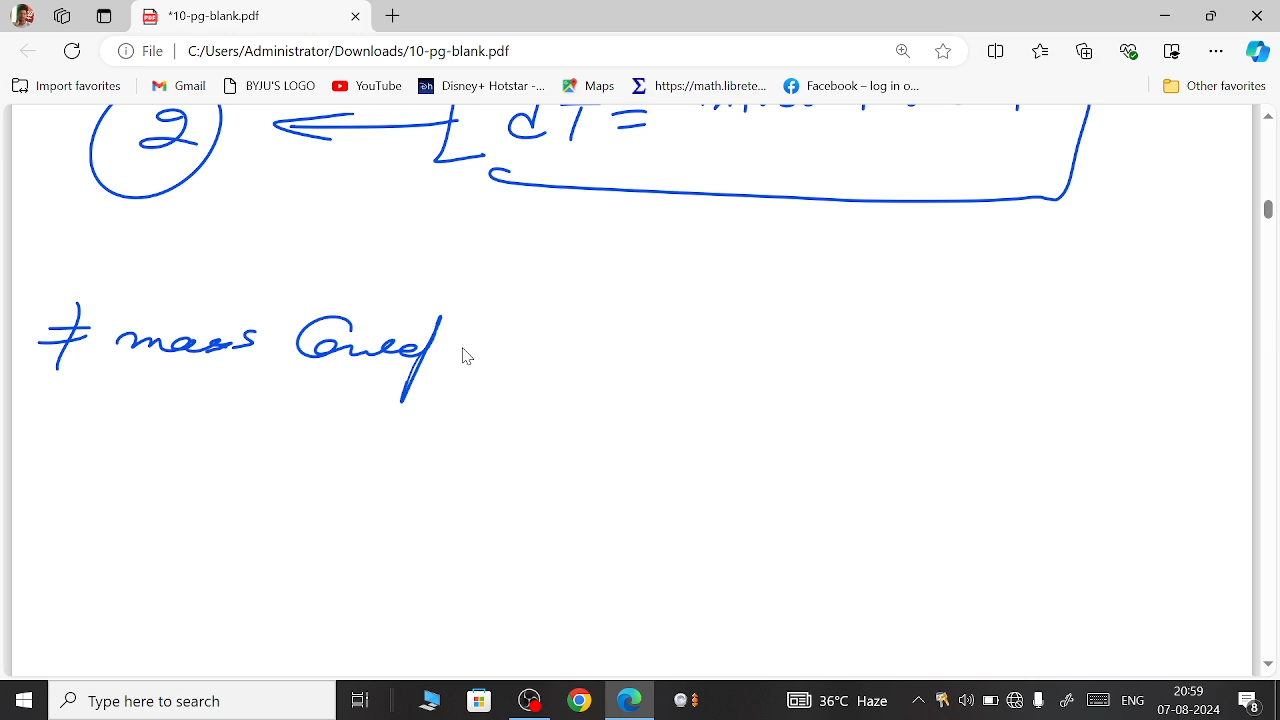 *10-pg-blank.pdf
File | C:/Users/Administrator/Downloads/10-pg-blank.pdf
Import favorites Gmail BYJU'S LOGO YouTube Disney+ Hotstar -... Maps https://math.librete... Facebook – log in o... Other favorites
2 dT =
≠ mass
Type here to search 36°C Haze ENG 20:59
07-08-2024 8